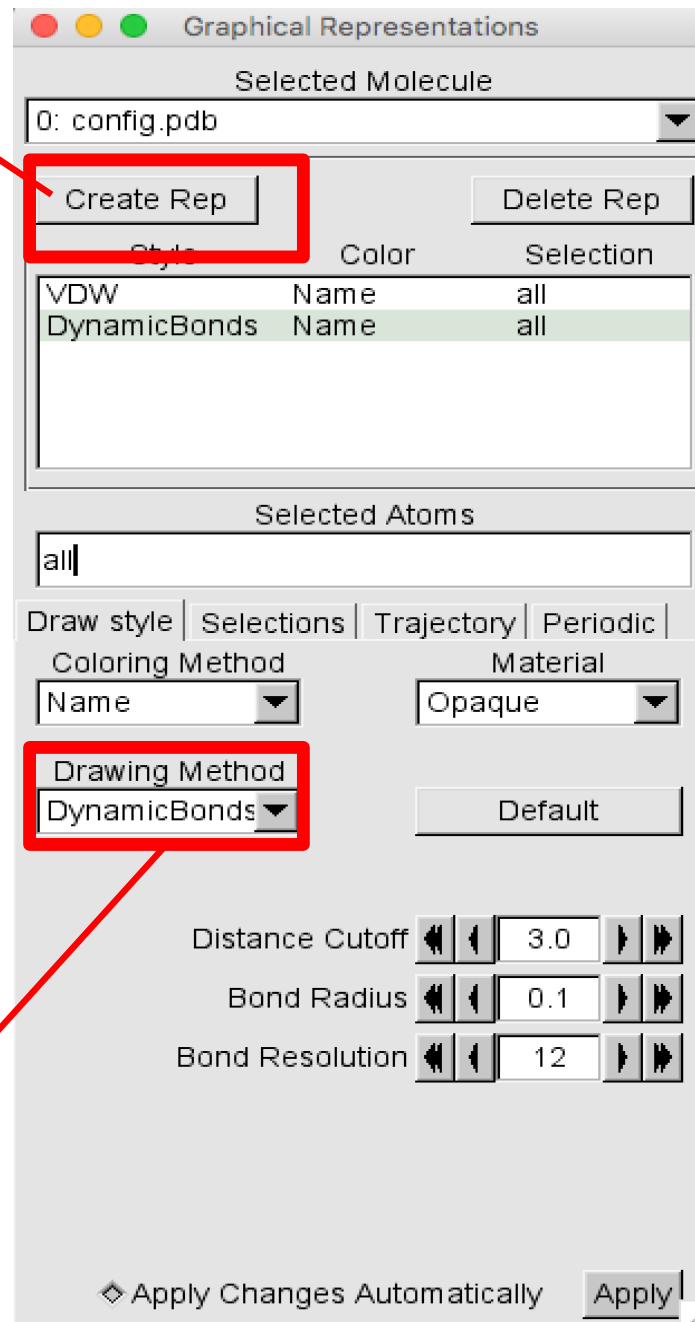 Graphical Representations
Selected Molecule
0: config.pdb
Create Rep Delete Rep
Style Color Selection
VDW Name all
DynamicBonds Name all
Selected Atoms
all
Draw style Selections Trajectory Periodic
Coloring Method Material
Name Opaque
Drawing Method
DynamicBonds Default
Distance Cutoff 3.0
Bond Radius 0.1
Bond Resolution 12
Apply Changes Automatically Apply